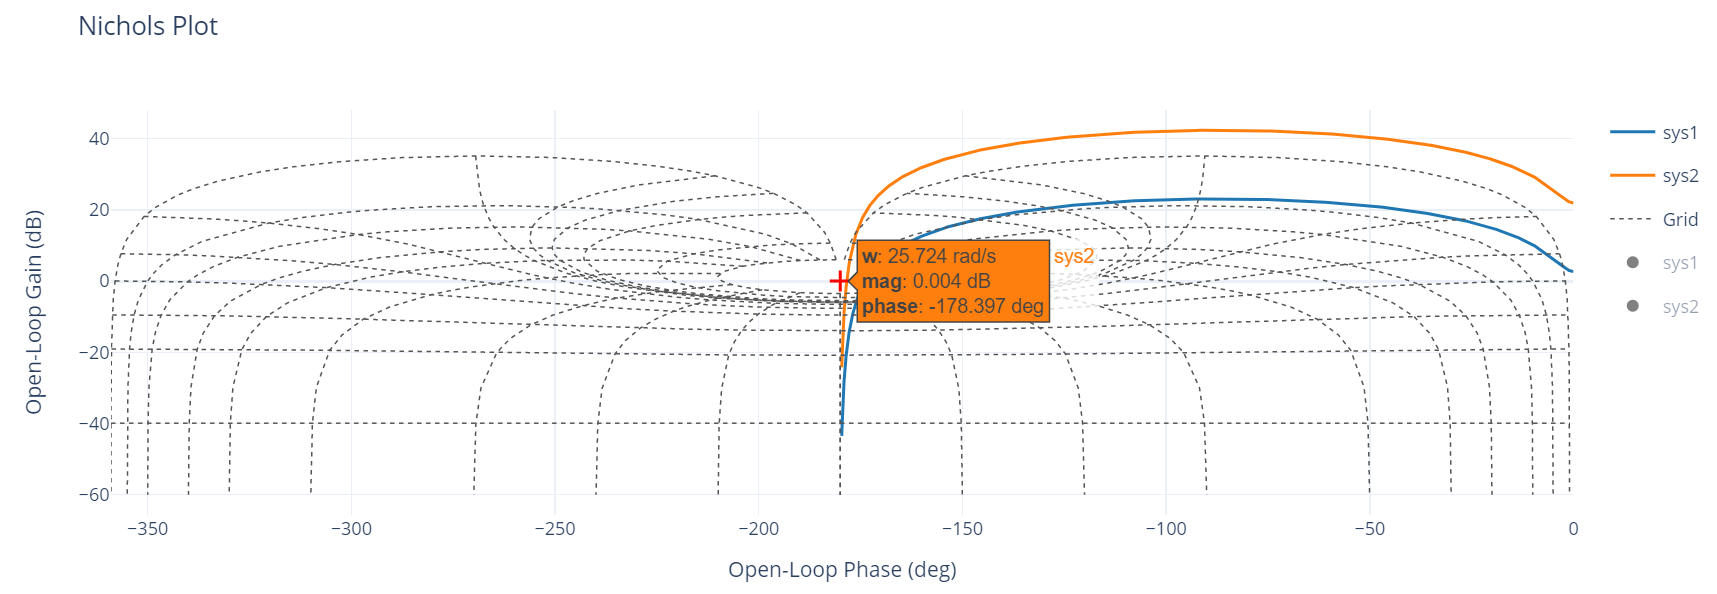 Nichols Plot
Open-Loop Gain (dB)
40
20
0
−20
−40
−60
−350
−300
−250
−200
−150
−100
−50
0
Open-Loop Phase (deg)
w: 25.724 rad/s
mag: 0.004 dB
phase: -178.397 deg
sys2
sys1
sys2
Grid
sys1
sys2